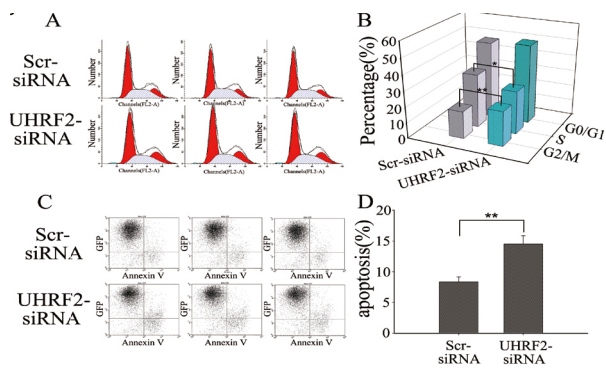 A
Scr-
siRNA
Number
Number
Number
Channels(FL2-A)
Channels(FL2-A)
Channels(FL2-A)
UHRF2-
siRNA
Number
Number
Number
Channels(FL2-A)
Channels(FL2-A)
Channels(FL2-A)
B
Percentage(%)
60
50
40
30
20
10
0
*
**
Scr-siRNA
UHRF2-siRNA
G0/G1
S
G2/M
C
Scr-
siRNA
GFP
GFP
GFP
Annexin V
Annexin V
Annexin V
UHRF2-
siRNA
GFP
GFP
GFP
Annexin V
Annexin V
Annexin V
D
apoptosis(%)
20
15
10
5
0
**
Scr-
siRNA
UHRF2-
siRNA